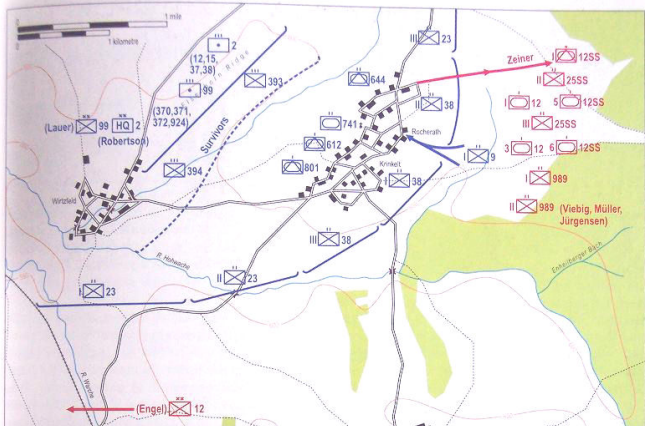 1 mile
1 kilometre
III 23
2
(12,15,
37,38)
99
(370,371,
372,924)
393
644
Zeiner
I 12SS
II 25SS
I 12
5 12SS
III 25SS
3 12
6 12SS
I 989
II 989
(Viebig, Müller,
Jürgensen)
(Lauer) 99
HQ 2
(Robertson)
Survivors
741
II 38
Rocherath
612
801
Krinkelt
I 9
394
I 38
Wirtzfeld
III 38
R. Holwache
II 23
I 23
R. Warche
(Engel) 12